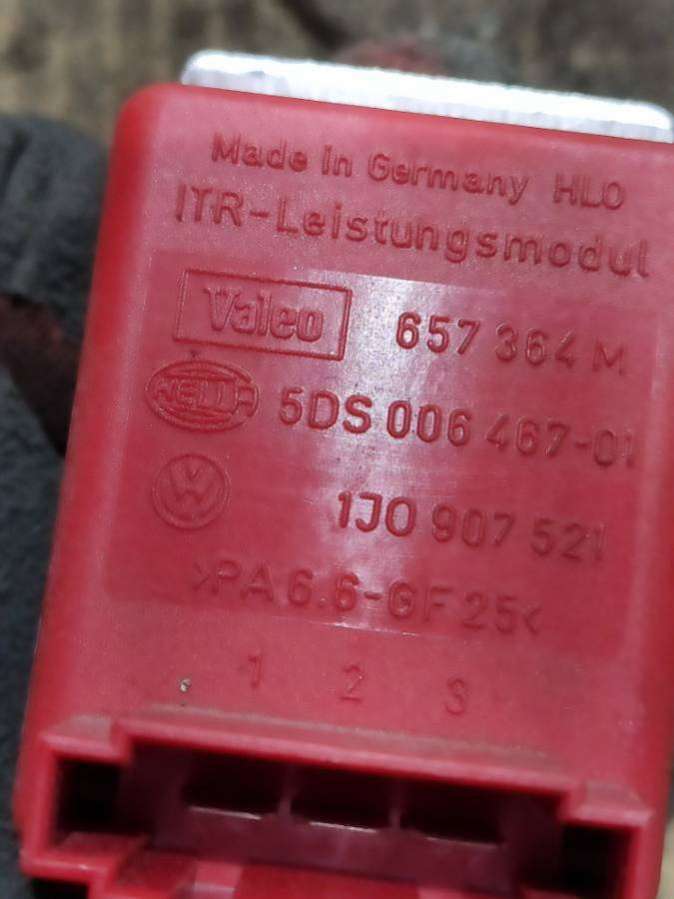 Made in Germany HLO
ITR-Leistungsmodul
Valeo 657 364 M
HELLA 5DS 006 467-01
VW 1J0 907 521
>PA 6.6-GF 25<
1 2 3